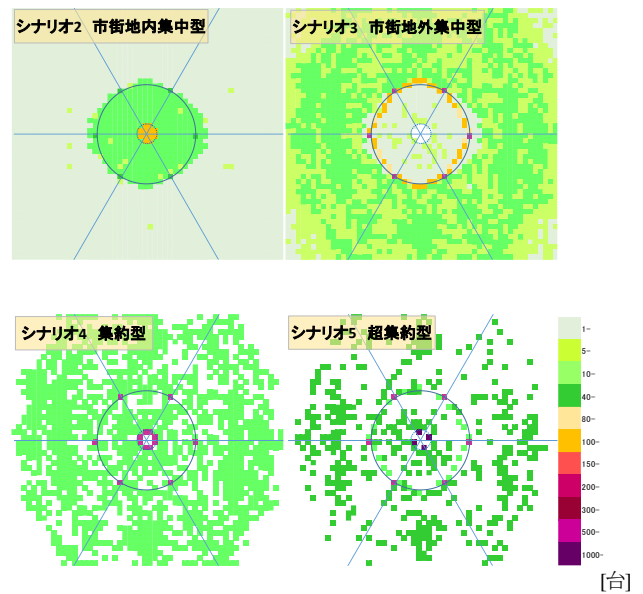 シナリオ2 市街地内集中型
シナリオ3 市街地外集中型
シナリオ4 集約型
シナリオ5 超集約型
1−
5−
10−
40−
80−
100−
150−
200−
300−
500−
1000−
[台]